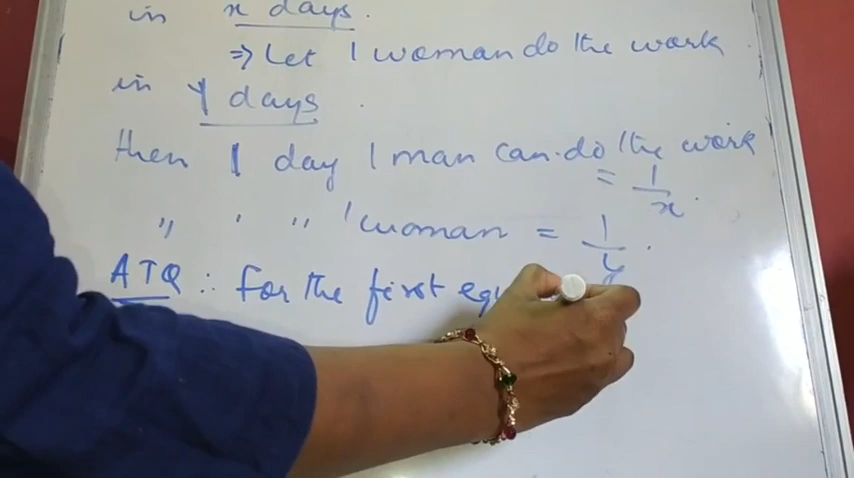 in x days.
⇒ Let 1 woman do the work
in y days.
then 1 day 1 man can do the work
= 1/x.
" ' " 1 woman = 1/y.
ATQ ∴ for the first